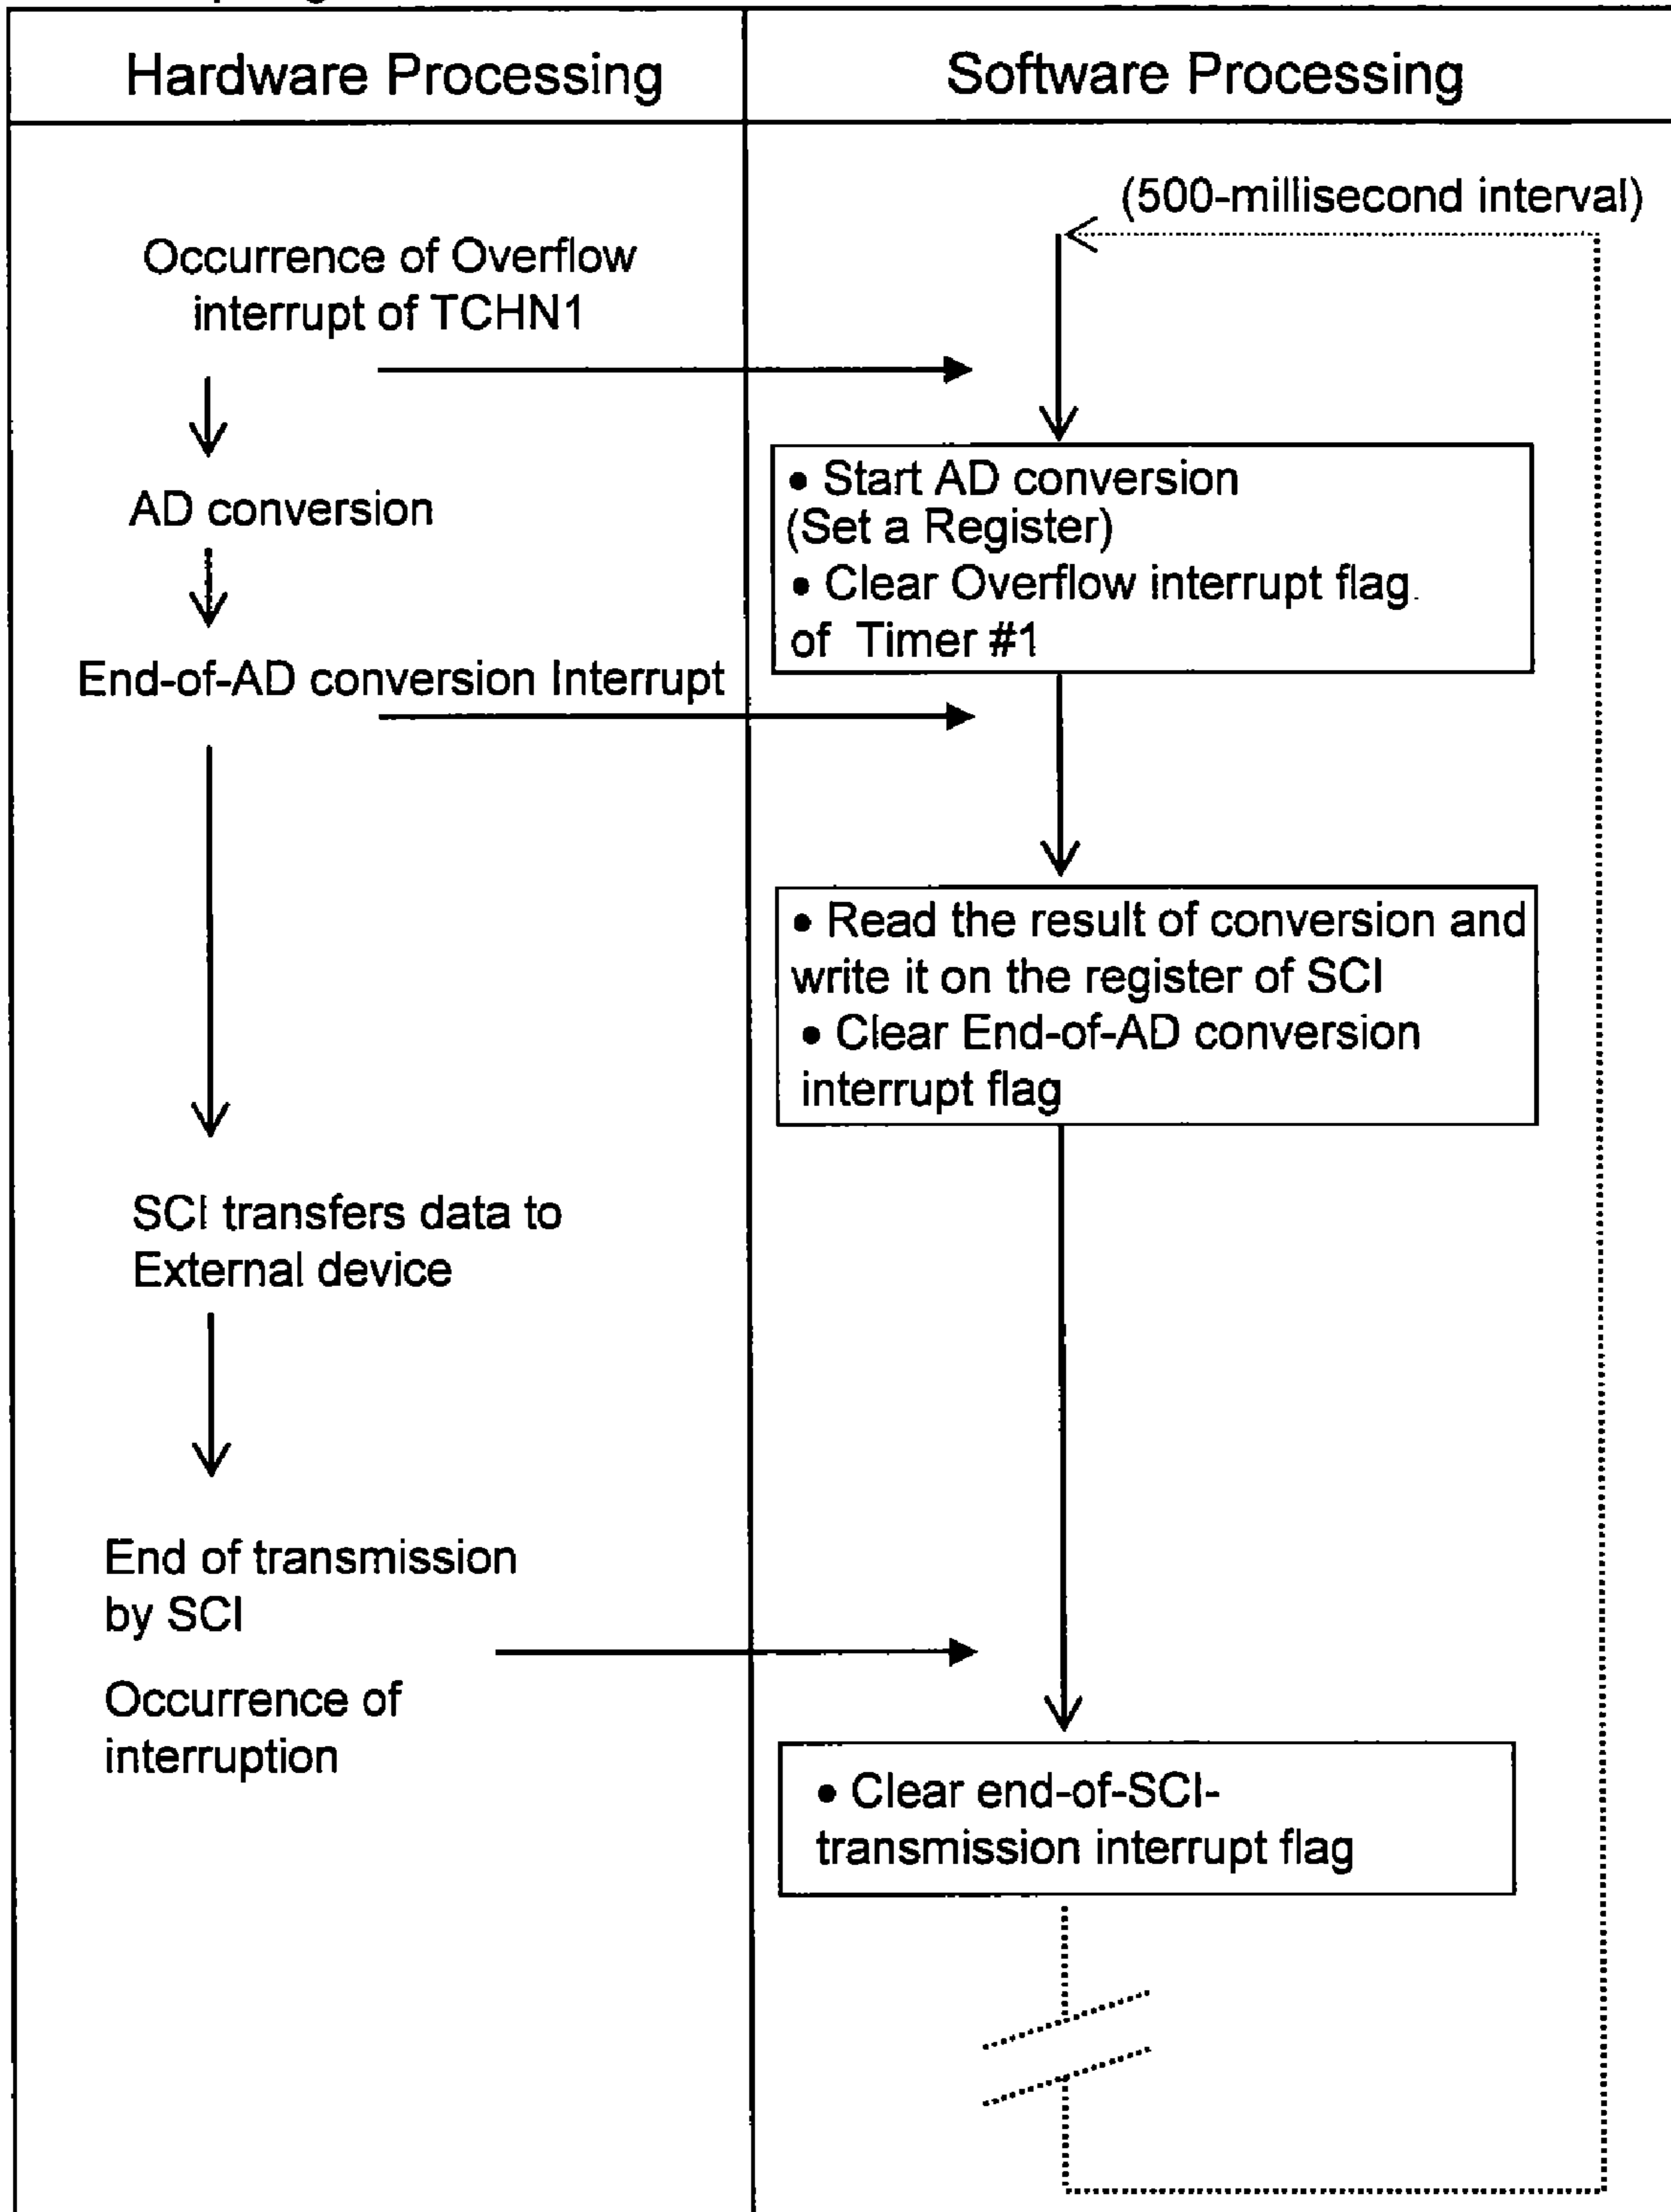 Hardware Processing
Software Processing
(500-millisecond interval)
Occurrence of Overflow
interrupt of TCHN1
AD conversion
• Start AD conversion
(Set a Register)
• Clear Overflow interrupt flag
of Timer #1
End-of-AD conversion Interrupt
• Read the result of conversion and
write it on the register of SCI
• Clear End-of-AD conversion
interrupt flag
SCI transfers data to
External device
End of transmission
by SCI
Occurrence of
interruption
• Clear end-of-SCI-
transmission interrupt flag